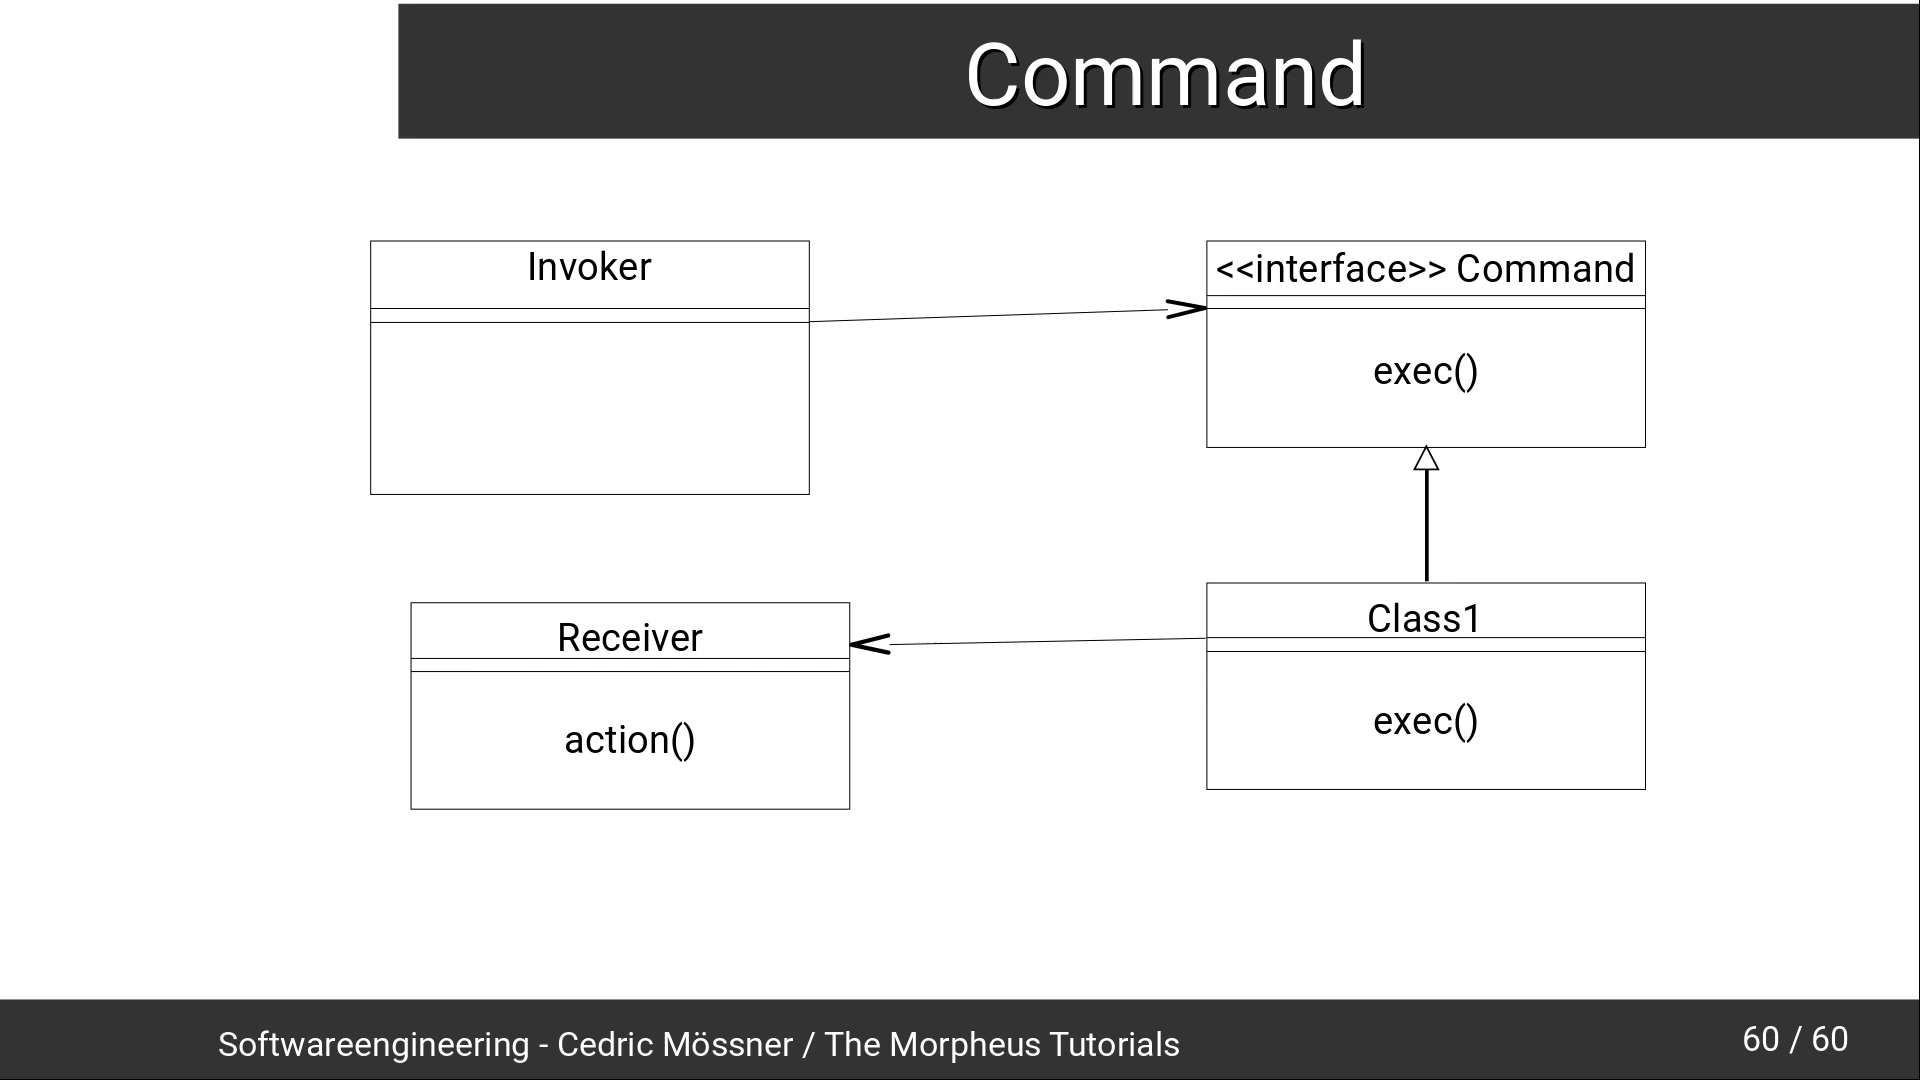 Command
Invoker
<<interface>> Command
exec()
Receiver
action()
Class1
exec()
Softwareengineering - Cedric Mössner / The Morpheus Tutorials
60 / 60